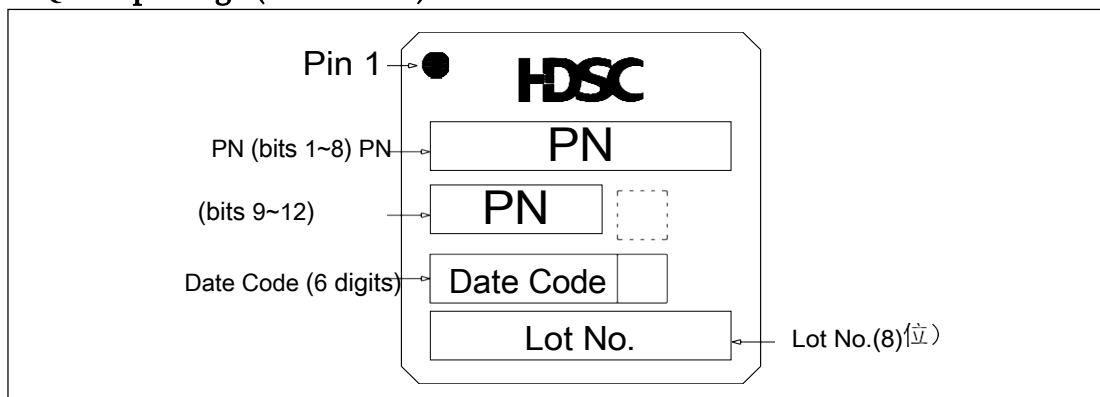 Pin 1
HDSC
PN (bits 1~8) PN
PN
(bits 9~12)
PN
Date Code (6 digits)
Date Code
Lot No.
Lot No.(8)位）